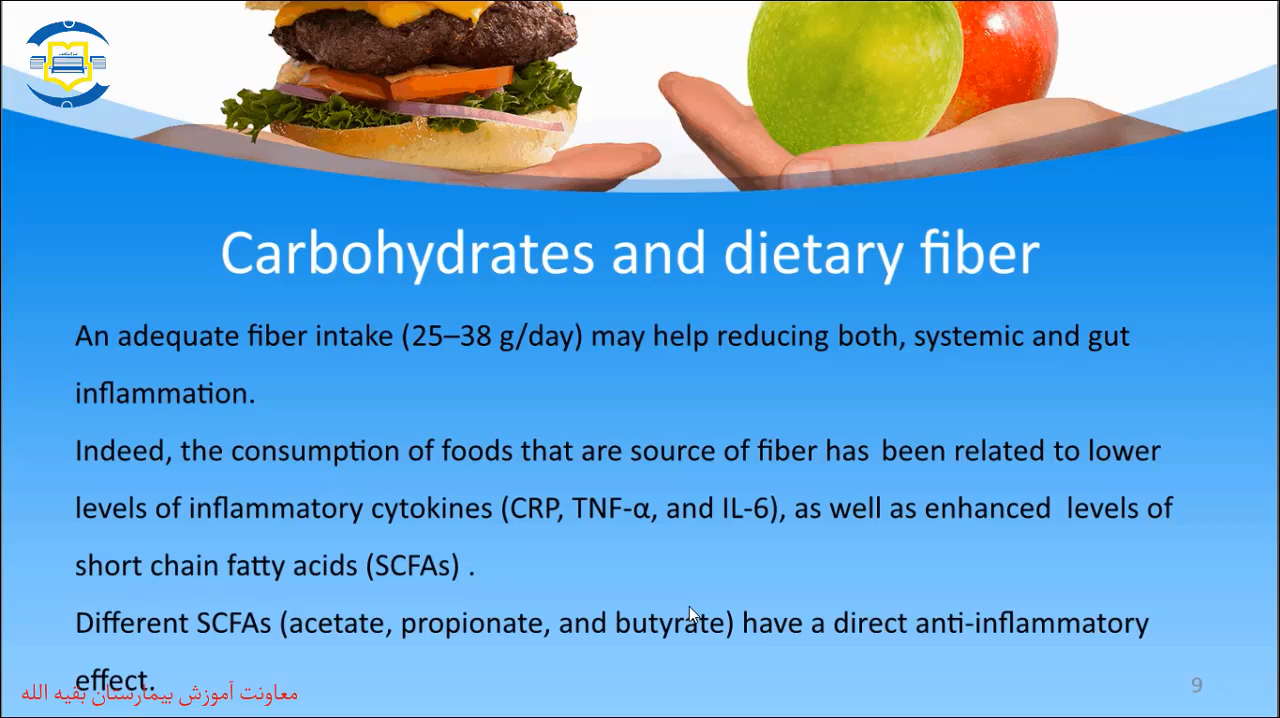 Carbohydrates and dietary fiber
An adequate fiber intake (25–38 g/day) may help reducing both, systemic and gut
inflammation.
Indeed, the consumption of foods that are source of fiber has been related to lower
levels of inflammatory cytokines (CRP, TNF-α, and IL-6), as well as enhanced levels of
short chain fatty acids (SCFAs) .
Different SCFAs (acetate, propionate, and butyrate) have a direct anti-inflammatory
effect.
معاونت آموزش بیمارستان بقیه الله
9